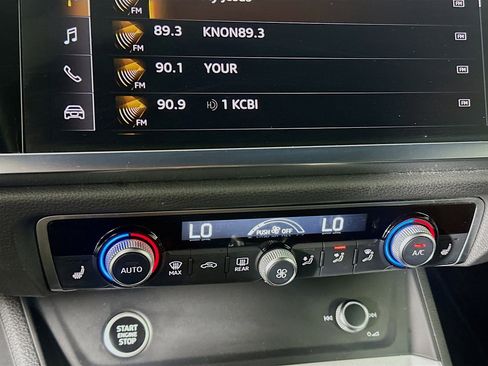 FM
89.3 KNON89.3 FM
FM
90.1 YOUR FM
FM
90.9 HD 1 KCBI FM
FM
LO PUSH OFF LO
AUTO MAX REAR A/C
START
ENGINE
STOP